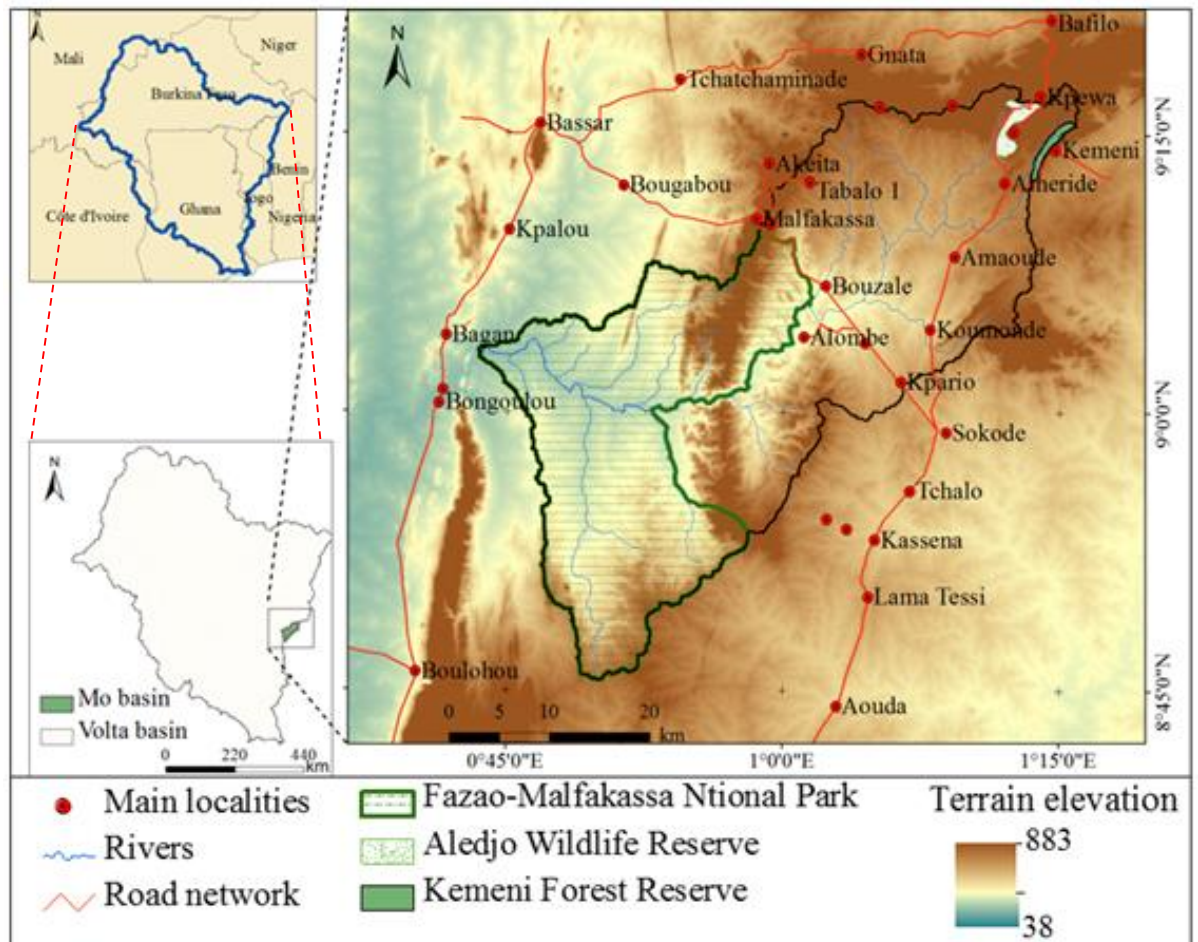 N
Mali
Niger
Burkina Faso
Benin
Togo
Ghana
Côte d'Ivoire
Nigeria
N
Mo basin
Volta basin
0 220 440
km
N
Bafilo
Gnata
Tchatchaminade
Kpewa
Bassar
Kemeni
Akeita
Bougabou
Tabalo 1
Ameride
Malfakassa
Kpalou
Amaoude
Bouzale
Bagan
Alombe
Koumonde
Kpario
Bongoulou
Sokode
Tchalo
Kassena
Lama Tessi
Boulohou
Aouda
0 5 10 20
km
9°15'0"N
9°0'0"N
8°45'0"N
0°45'0"E 1°0'0"E 1°15'0"E
Main localities
Rivers
Road network
Fazao-Malfakassa Ntional Park
Aledjo Wildlife Reserve
Kemeni Forest Reserve
Terrain elevation
883
38